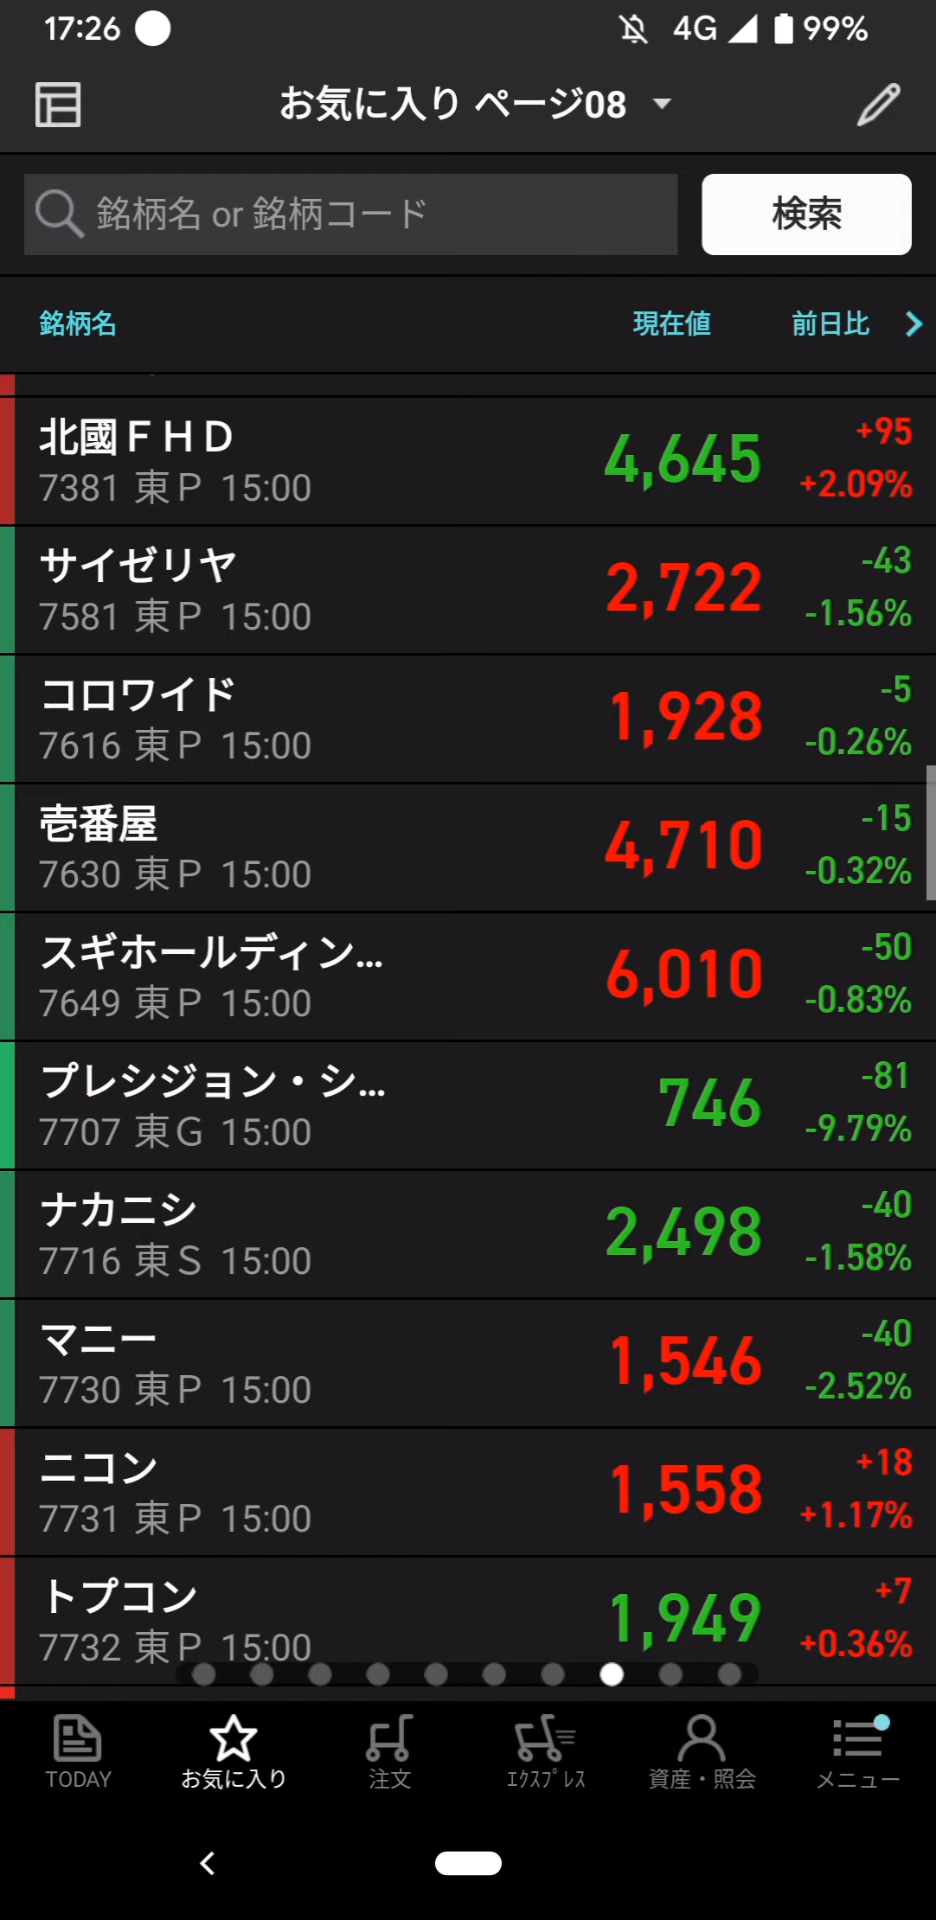 17:26 4G 99%
お気に入り ページ08
銘柄名 or 銘柄コード 検索
銘柄名 現在値 前日比
北國ＦＨＤ 4,645 +95
7381 東Ｐ 15:00 +2.09%
サイゼリヤ 2,722 -43
7581 東Ｐ 15:00 -1.56%
コロワイド 1,928 -5
7616 東Ｐ 15:00 -0.26%
壱番屋 4,710 -15
7630 東Ｐ 15:00 -0.32%
スギホールディン... 6,010 -50
7649 東Ｐ 15:00 -0.83%
プレシジョン・シ... 746 -81
7707 東Ｇ 15:00 -9.79%
ナカニシ 2,498 -40
7716 東Ｓ 15:00 -1.58%
マニー 1,546 -40
7730 東Ｐ 15:00 -2.52%
ニコン 1,558 +18
7731 東Ｐ 15:00 +1.17%
トプコン 1,949 +7
7732 東Ｐ 15:00 +0.36%
TODAY お気に入り 注文 ｴｸｽﾌﾟﾚｽ 資産・照会 メニュー